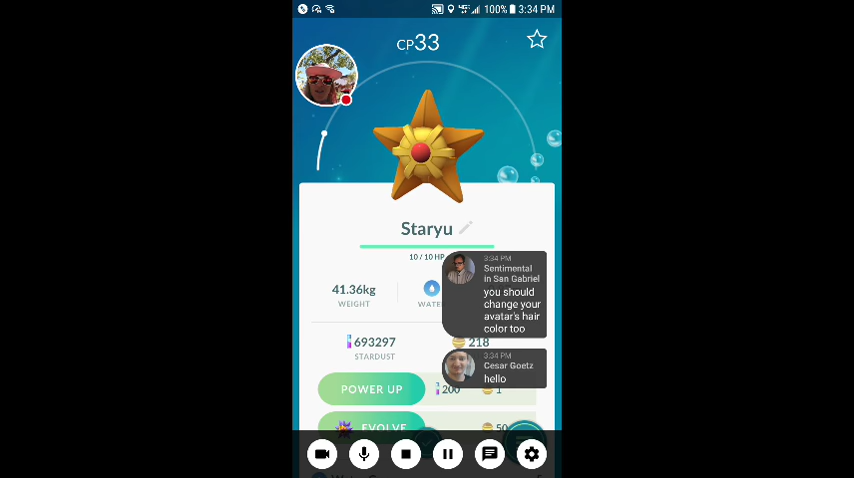 100% 3:34 PM
CP33
Staryu
10 / 10 HP
3:34 PM
Sentimental
in San Gabriel
you should
change your
avatar's hair
color too
41.36kg
WEIGHT
WATE
693297
STARDUST
218
3:34 PM
Cesar Goetz
hello
POWER UP
200
1
EVOLVE
50